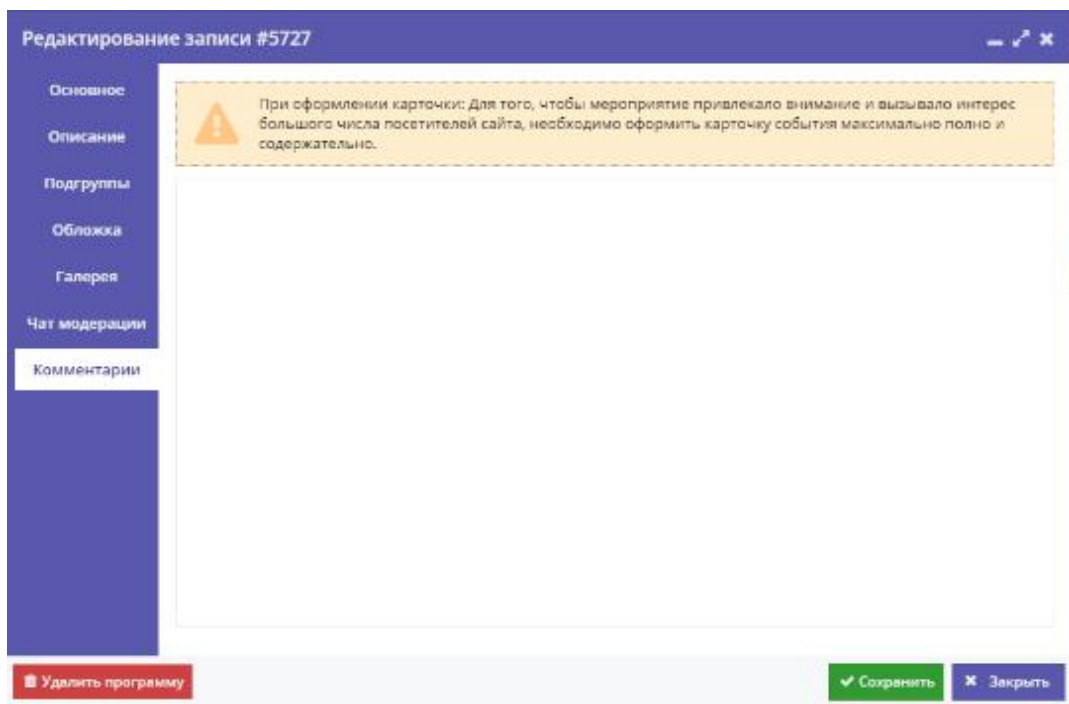 Редактирование записи #5727
Основное
Описание
Подгруппы
Обложка
Галерея
Чат модерации
Комментарии
При оформлении карточки: Для того, чтобы мероприятие привлекало внимание и вызывало интерес
большого числа посетителей сайта, необходимо оформить карточку события максимально полно и
содержательно.
Удалить программу
Сохранить
Закрыть